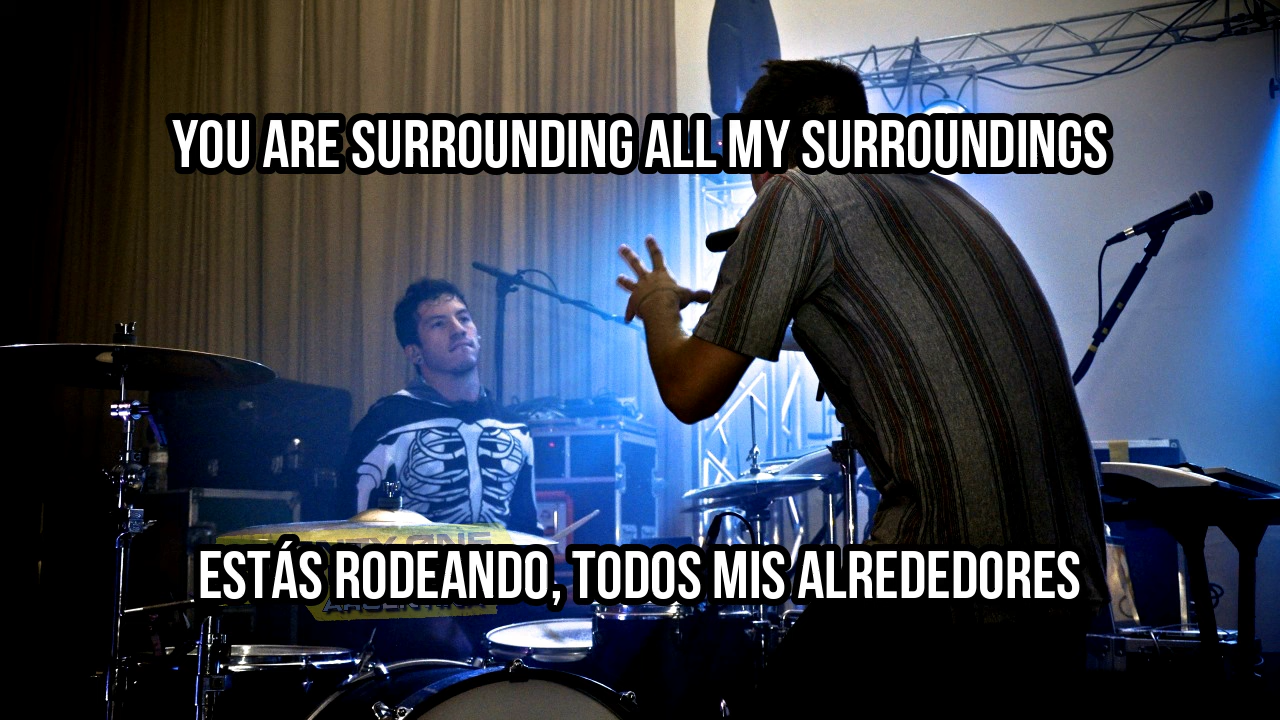 YOU ARE SURROUNDING ALL MY SURROUNDINGS
ESTÁS RODEANDO, TODOS MIS ALREDEDORES